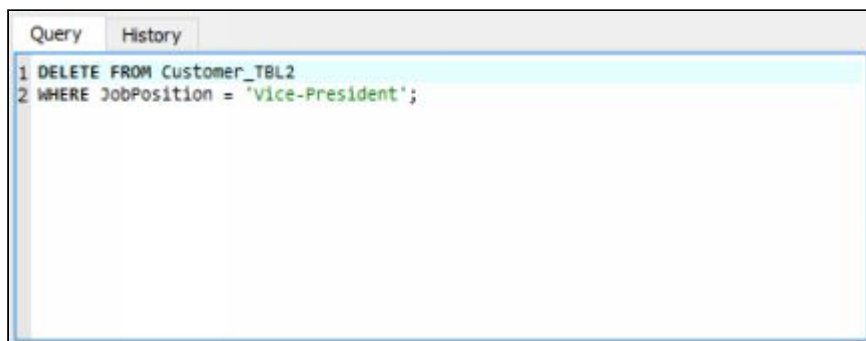 Query History
1 DELETE FROM Customer_TBL2
2 WHERE JobPosition = 'Vice-President';